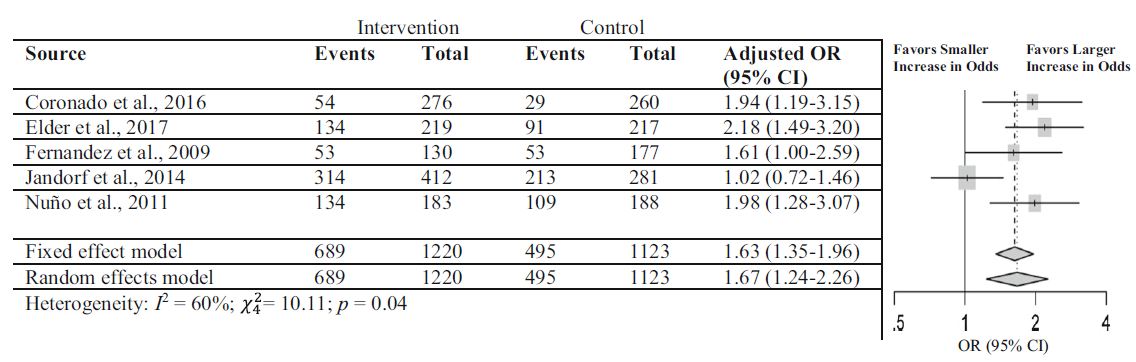 Intervention Control
Source Events Total Events Total Adjusted OR (95% CI)
Coronado et al., 2016 54 276 29 260 1.94 (1.19-3.15)
Elder et al., 2017 134 219 91 217 2.18 (1.49-3.20)
Fernandez et al., 2009 53 130 53 177 1.61 (1.00-2.59)
Jandorf et al., 2014 314 412 213 281 1.02 (0.72-1.46)
Nuño et al., 2011 134 183 109 188 1.98 (1.28-3.07)
Fixed effect model 689 1220 495 1123 1.63 (1.35-1.96)
Random effects model 689 1220 495 1123 1.67 (1.24-2.26)
Heterogeneity: I² = 60%; χ²₄= 10.11; p = 0.04
Favors Smaller Increase in Odds
Favors Larger Increase in Odds
.5 1 2 4
OR (95% CI)